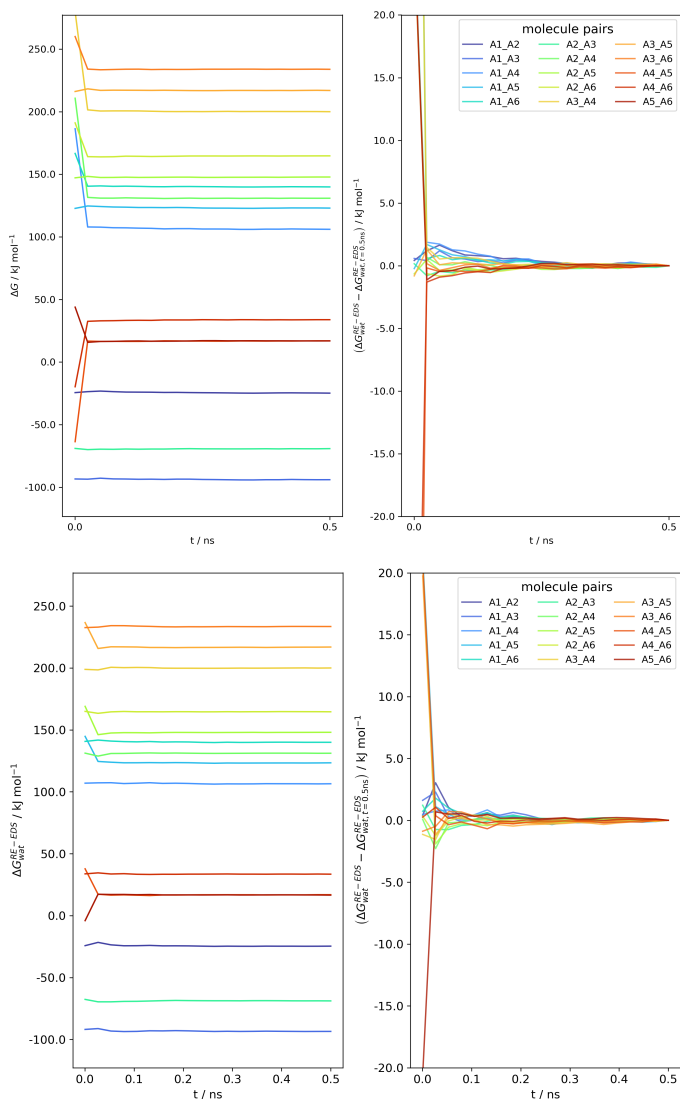 250.0
200.0
150.0
100.0
50.0
0.0
-50.0
-100.0
ΔG / kJ mol⁻¹
0.0 0.5
t / ns
20.0
15.0
10.0
5.0
0.0
-5.0
-10.0
-15.0
-20.0
(ΔG_{wat}^{RE−EDS} − ΔG_{wat, t=0.5ns}^{RE−EDS}) / kJ mol⁻¹
molecule pairs
A1_A2 A2_A3 A3_A5
A1_A3 A2_A4 A3_A6
A1_A4 A2_A5 A4_A5
A1_A5 A2_A6 A4_A6
A1_A6 A3_A4 A5_A6
0.0 0.5
t / ns
250.0
200.0
150.0
100.0
50.0
0.0
-50.0
-100.0
ΔG_{wat}^{RE−EDS} / kJ mol⁻¹
0.0 0.1 0.2 0.3 0.4 0.5
t / ns
20.0
15.0
10.0
5.0
0.0
-5.0
-10.0
-15.0
-20.0
(ΔG_{wat}^{RE−EDS} − ΔG_{wat, t=0.5ns}^{RE−EDS}) / kJ mol⁻¹
molecule pairs
A1_A2 A2_A3 A3_A5
A1_A3 A2_A4 A3_A6
A1_A4 A2_A5 A4_A5
A1_A5 A2_A6 A4_A6
A1_A6 A3_A4 A5_A6
0.0 0.1 0.2 0.3 0.4 0.5
t / ns